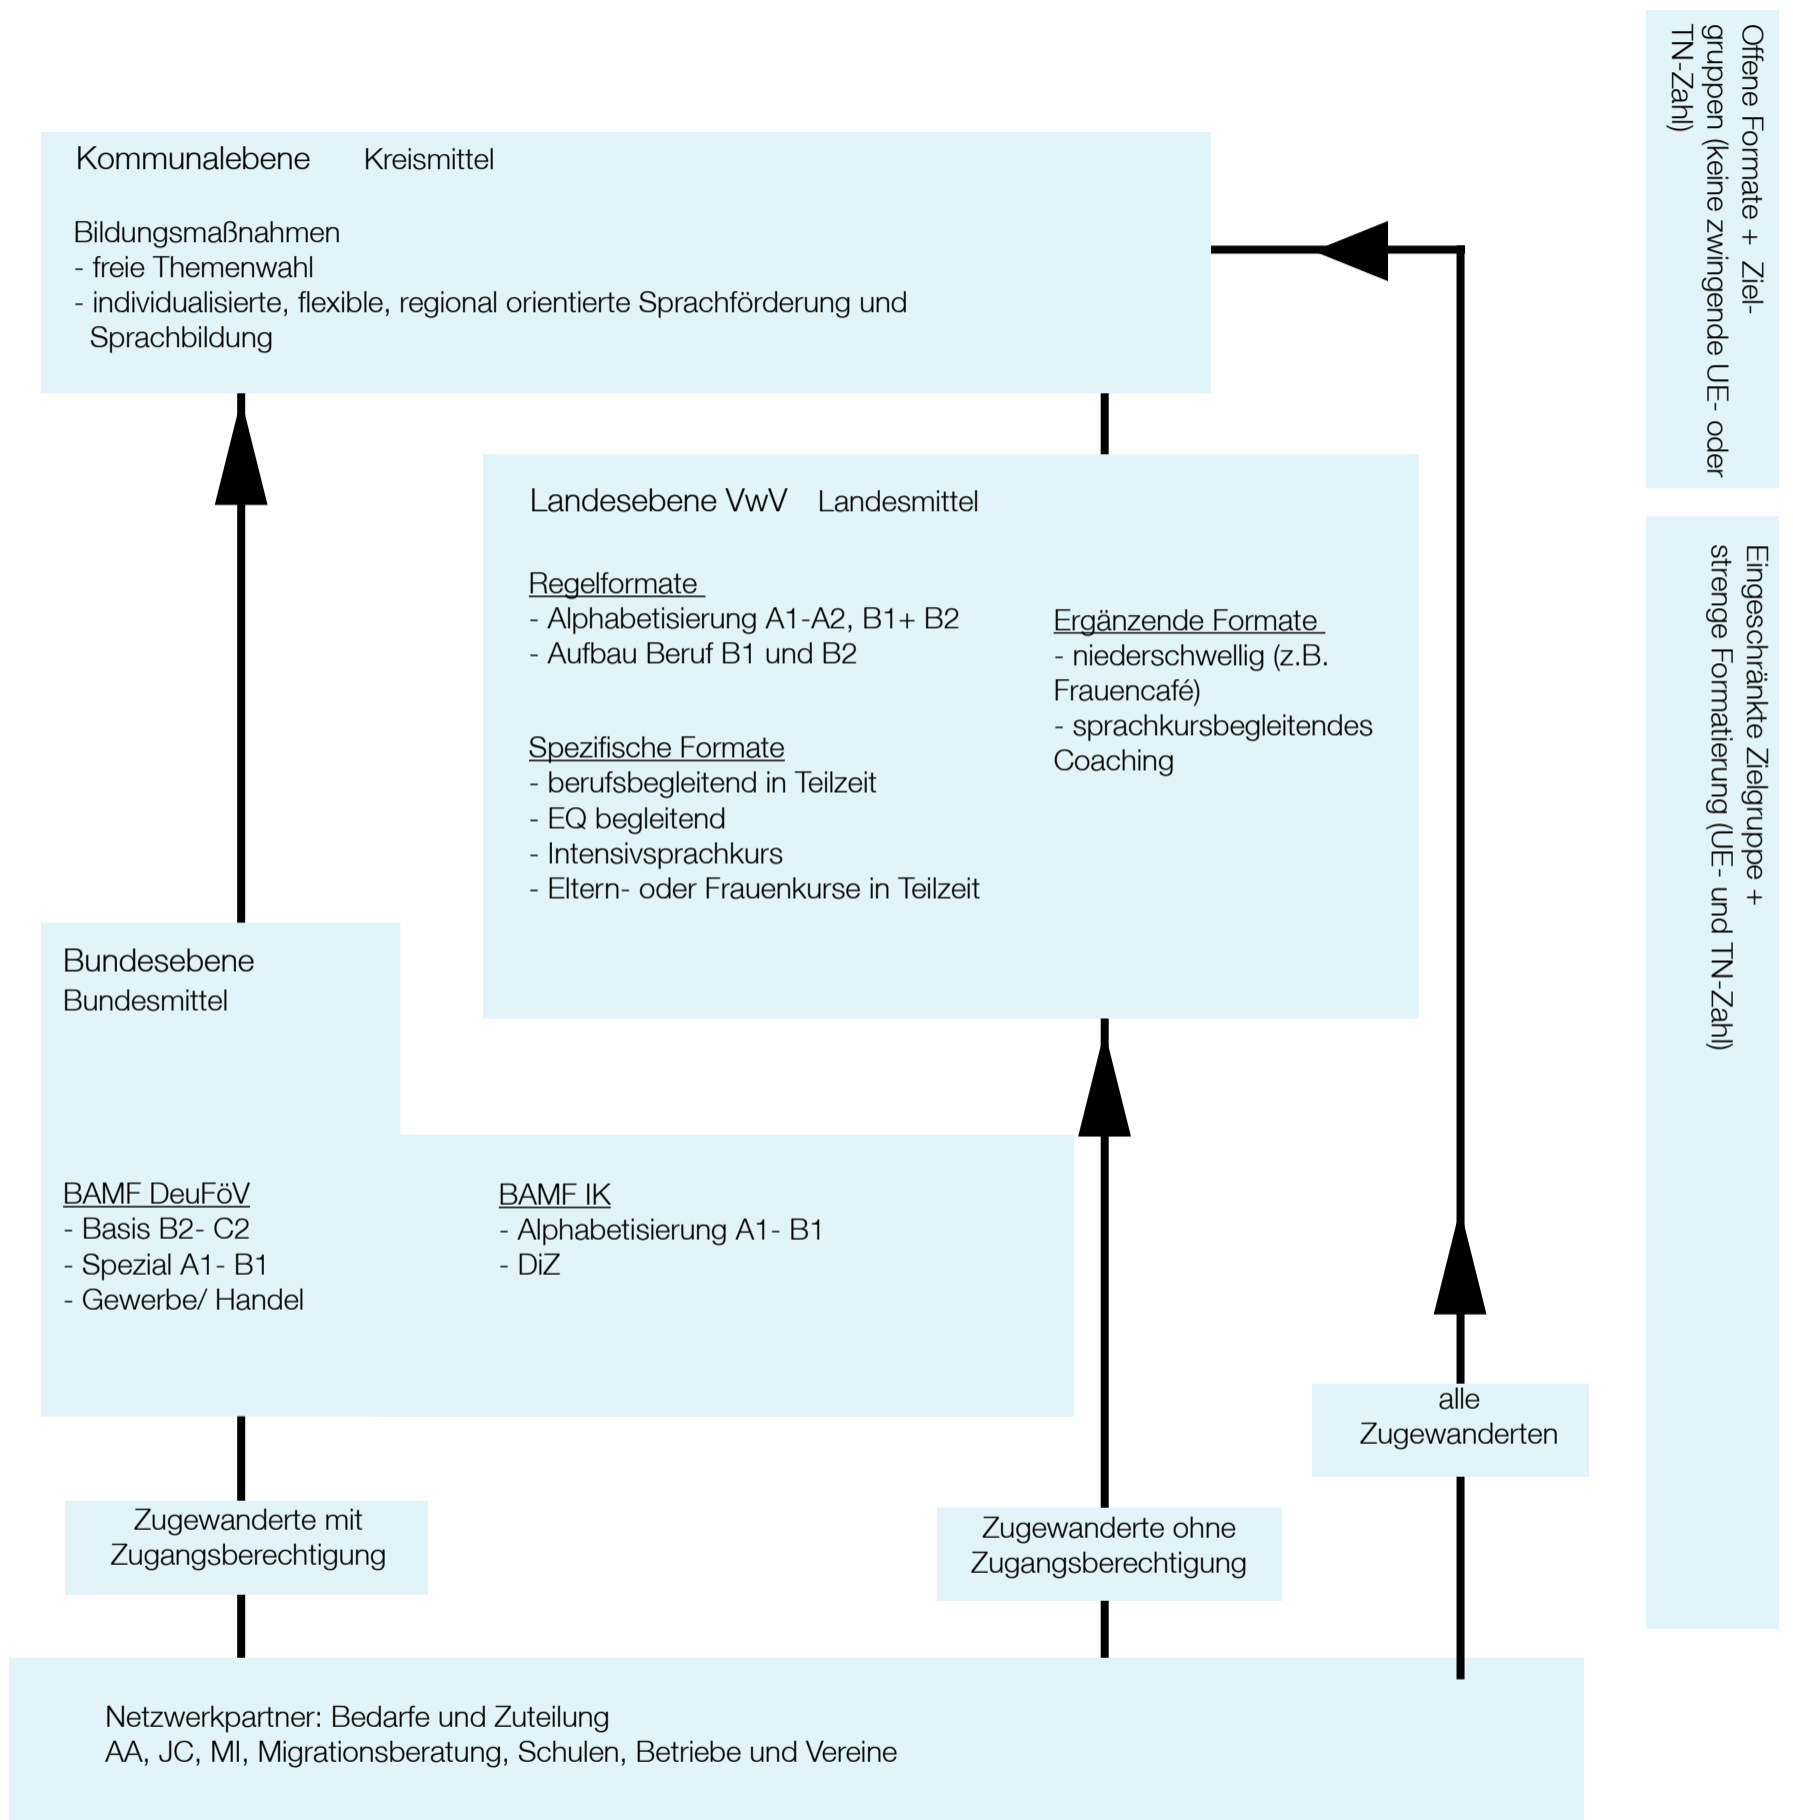 Kommunalebene Kreismittel
Bildungsmaßnahmen
- freie Themenwahl
- individualisierte, flexible, regional orientierte Sprachförderung und
Sprachbildung
Landesebene VwV Landesmittel
Regelformate
- Alphabetisierung A1-A2, B1+ B2
- Aufbau Beruf B1 und B2
Spezifische Formate
- berufsbegleitend in Teilzeit
- EQ begleitend
- Intensivsprachkurs
- Eltern- oder Frauenkurse in Teilzeit
Ergänzende Formate
- niederschwellig (z.B.
Frauencafé)
- sprachkursbegleitendes
Coaching
Bundesebene
Bundesmittel
BAMF DeuFöV
- Basis B2- C2
- Spezial A1- B1
- Gewerbe/ Handel
BAMF IK
- Alphabetisierung A1- B1
- DiZ
Zugewanderte mit
Zugangsberechtigung
Zugewanderte ohne
Zugangsberechtigung
alle
Zugewanderten
Netzwerkpartner: Bedarfe und Zuteilung
AA, JC, MI, Migrationsberatung, Schulen, Betriebe und Vereine
Offene Formate + Ziel-
gruppen (keine zwingende UE- oder
TN-Zahl)
Eingeschränkte Zielgruppe +
strenge Formatierung (UE- und TN-Zahl)